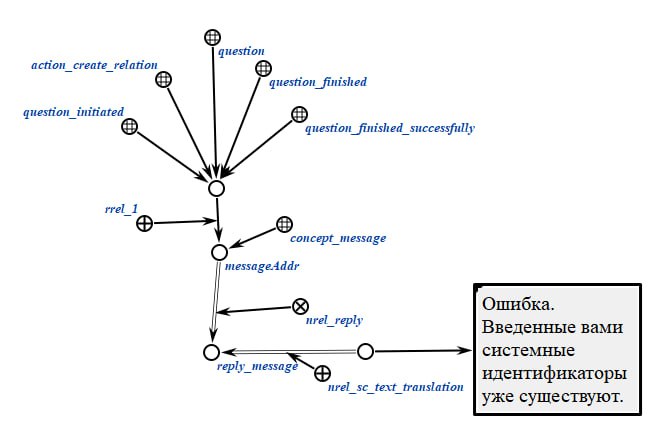 question
action_create_relation
question_finished
question_initiated
question_finished_successfully
rrel_1
concept_message
messageAddr
nrel_reply
reply_message
nrel_sc_text_translation
Ошибка.
Введенные вами
системные
идентификаторы
уже существуют.